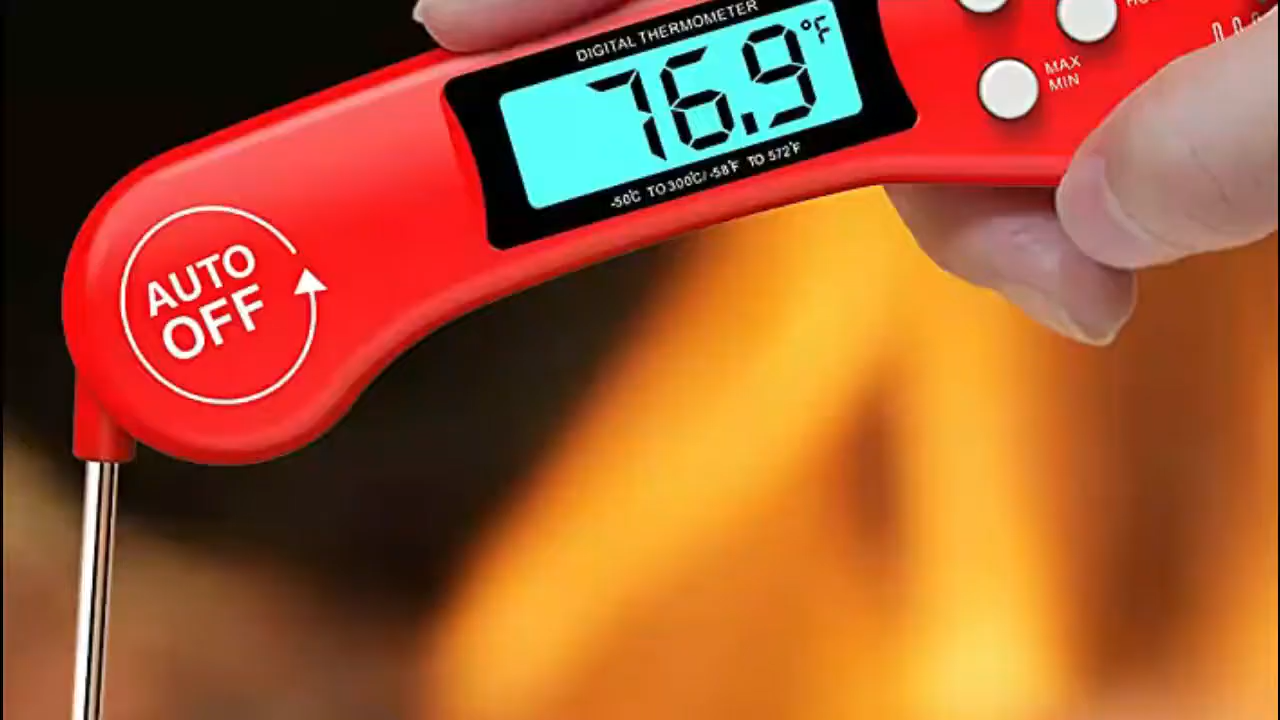 DIGITAL THERMOMETER
76.9°F
-50℃ TO 300℃/-58℉ TO 572℉
MAX
MIN
AUTO
OFF